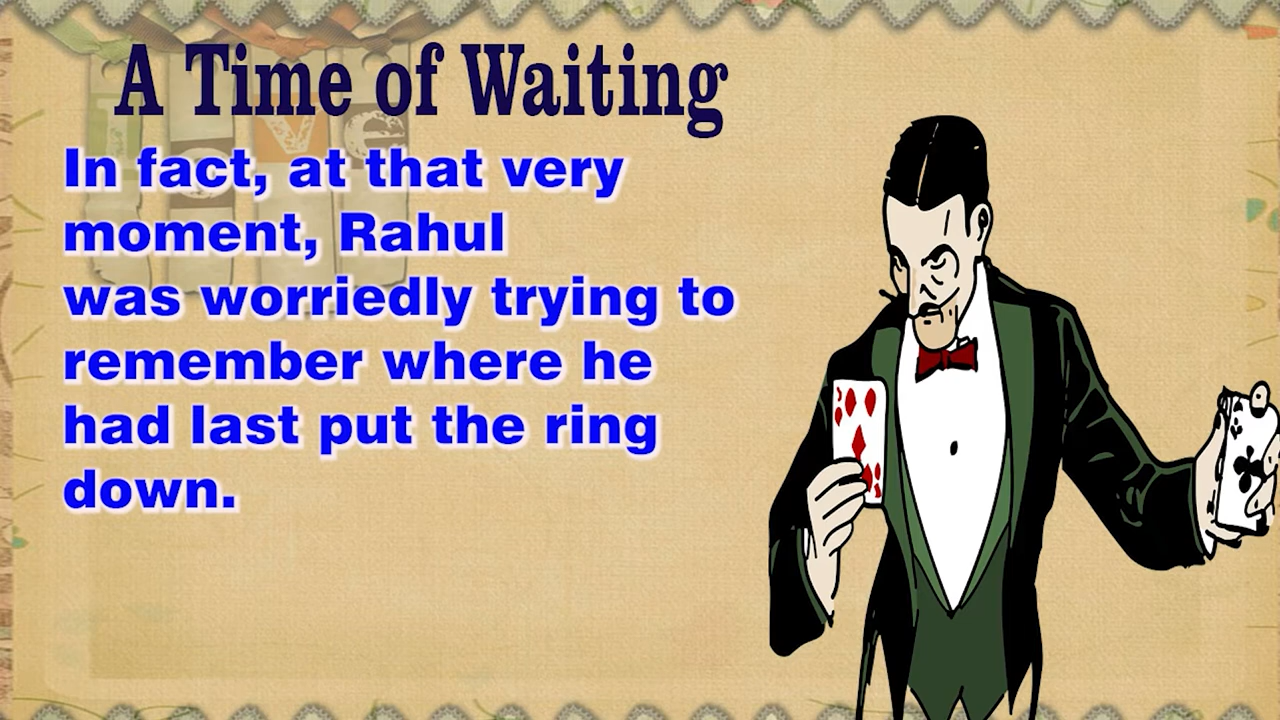 A Time of Waiting
In fact, at that very
moment, Rahul
was worriedly trying to
remember where he
had last put the ring
down.